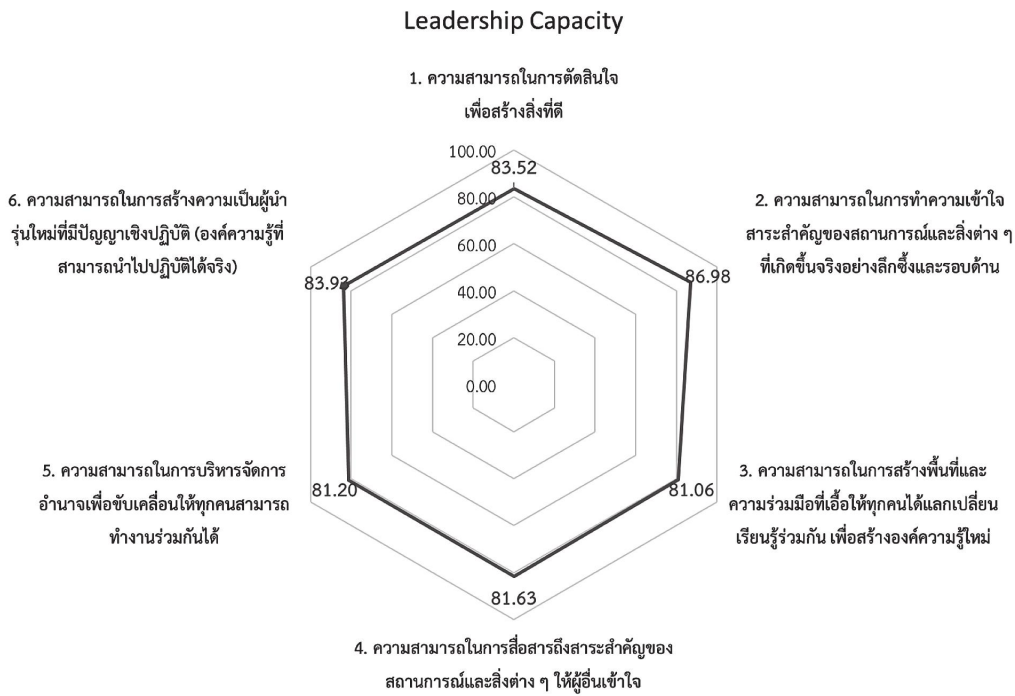 Leadership Capacity
1. ความสามารถในการตัดสินใจ
เพื่อสร้างสิ่งที่ดี
100.00
83.52
80.00
60.00
40.00
20.00
0.00
2. ความสามารถในการทำความเข้าใจ
สาระสำคัญของสถานการณ์และสิ่งต่าง ๆ
ที่เกิดขึ้นจริงอย่างลึกซึ้งและรอบด้าน
86.98
3. ความสามารถในการสร้างพื้นที่และ
ความร่วมมือที่เอื้อให้ทุกคนได้แลกเปลี่ยน
เรียนรู้ร่วมกัน เพื่อสร้างองค์ความรู้ใหม่
81.06
81.63
4. ความสามารถในการสื่อสารถึงสาระสำคัญของ
สถานการณ์และสิ่งต่าง ๆ ให้ผู้อื่นเข้าใจ
5. ความสามารถในการบริหารจัดการ
อำนาจเพื่อขับเคลื่อนให้ทุกคนสามารถ
ทำงานร่วมกันได้
81.20
6. ความสามารถในการสร้างความเป็นผู้นำ
รุ่นใหม่ที่มีปัญญาเชิงปฏิบัติ (องค์ความรู้ที่
สามารถนำไปปฏิบัติได้จริง)
83.93